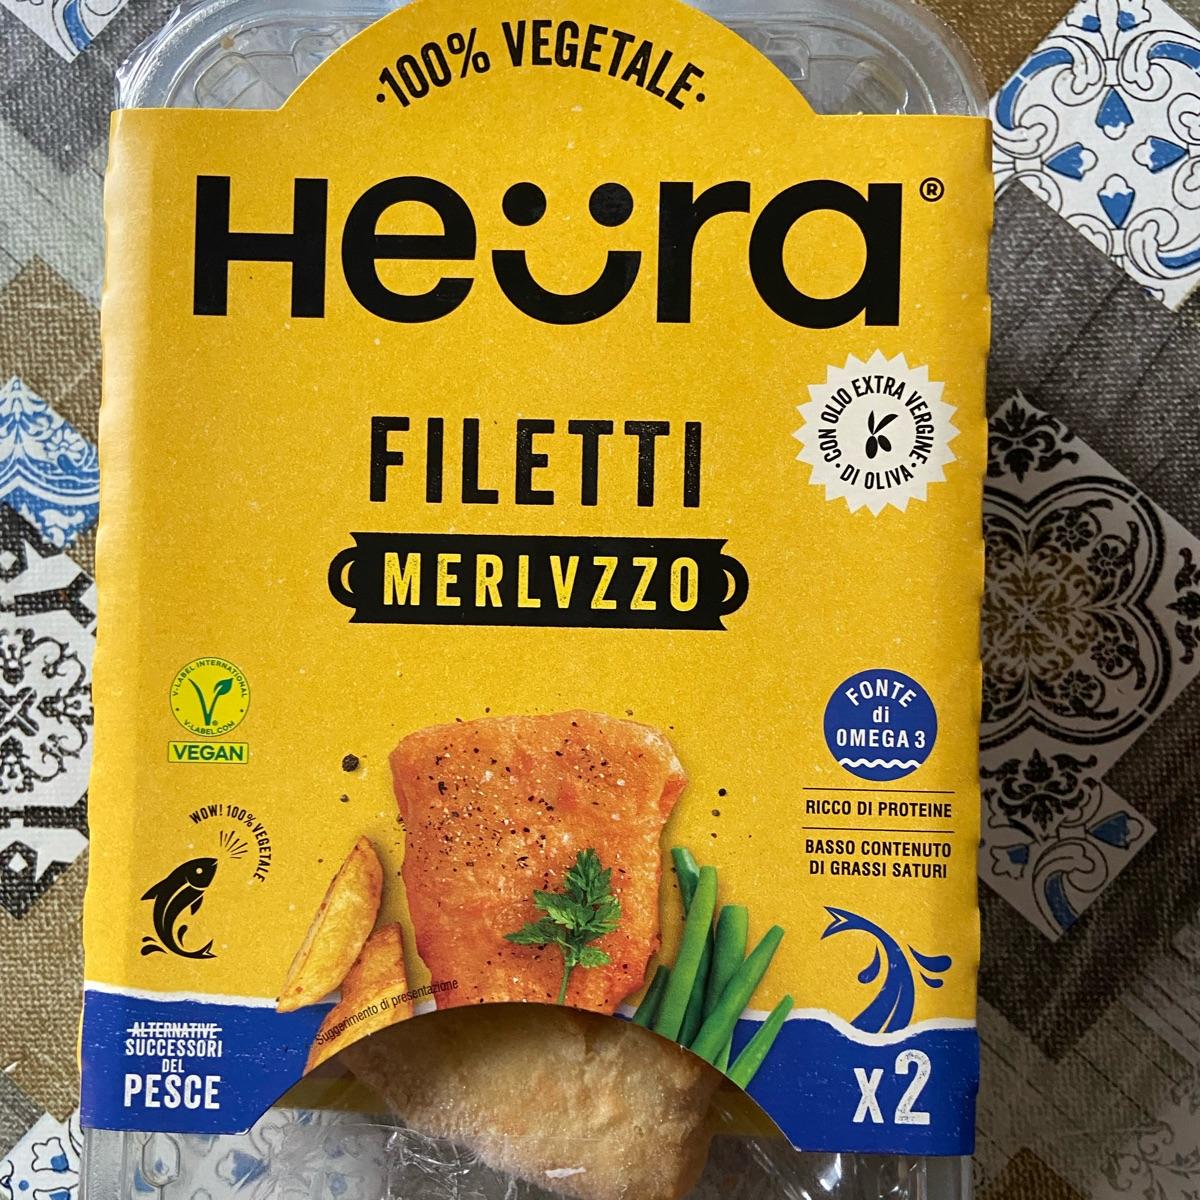 ·100% VEGETALE·
Heüra®
CON OLIO EXTRA VERGINE · DI OLIVA ·
FILETTI
MERLVZZO
V-LABEL INTERNATIONAL
V-LABEL.COM
VEGAN
FONTE
di
OMEGA 3
RICCO DI PROTEINE
BASSO CONTENUTO
DI GRASSI SATURI
WOW! 100% VEGETALE
Suggerimento di presentazione
ALTERNATIVE
SUCCESSORI
DEL
PESCE
x2